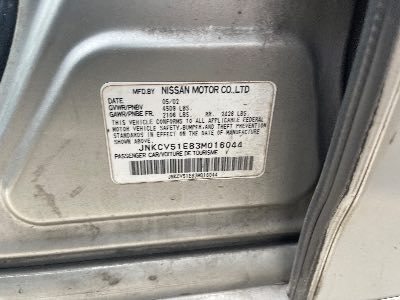 MFD.BY NISSAN MOTOR CO.,LTD
DATE 05/02
GVWR/PNBV 4508 LBS.
GAWR/PNBE FR. 2106 LBS. RR. 2428 LBS.
THIS VEHICLE CONFORMS TO ALL APPLICABLE FEDERAL
MOTOR VEHICLE SAFETY,BUMPER,AND THEFT PREVENTION
STANDARDS IN EFFECT ON THE DATE OF MANUFACTURE
SHOWN ABOVE.
JNKCV51E83M016044
PASSENGER CAR/VOITURE DE TOURISME
JNKCV51E83M016044